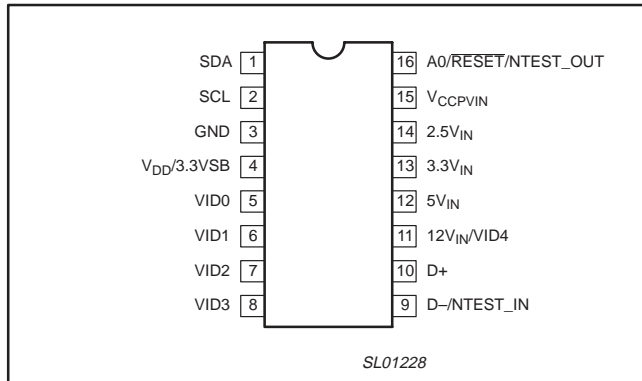 SDA 1 16 A0/RESET/NTEST_OUT
SCL 2 15 VCCPVIN
GND 3 14 2.5VIN
VDD/3.3VSB 4 13 3.3VIN
VID0 5 12 5VIN
VID1 6 11 12VIN/VID4
VID2 7 10 D+
VID3 8 9 D–/NTEST_IN
SL01228